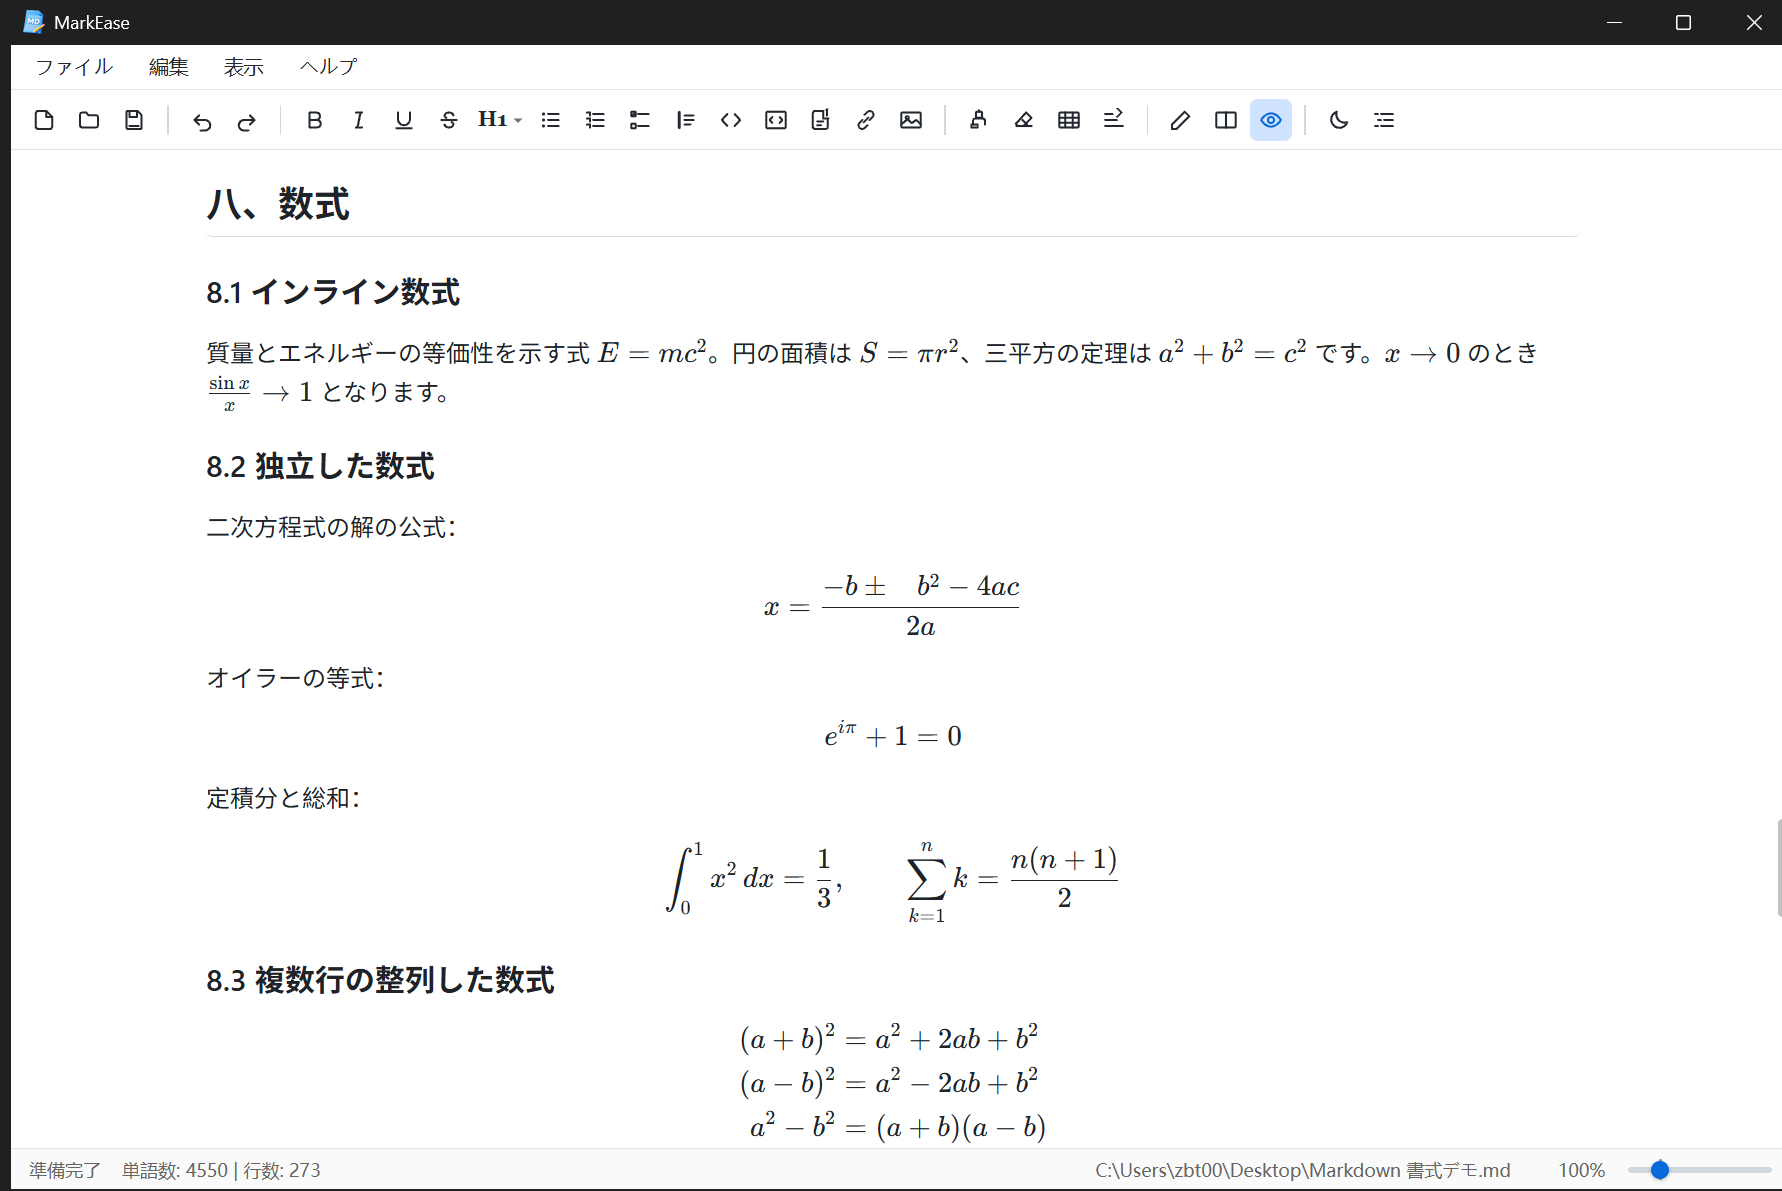 MarkEase
ファイル 編集 表示 ヘルプ
H1
八、数式
8.1 インライン数式
質量とエネルギーの等価性を示す式 E = mc²。円の面積は S = πr²、三平方の定理は a² + b² = c² です。x → 0 のとき
sin x / x → 1 となります。
8.2 独立した数式
二次方程式の解の公式：
x = (−b ± b² − 4ac) / 2a
オイラーの等式：
e^{iπ} + 1 = 0
定積分と総和：
∫₀¹ x² dx = 1/3, ∑_{k=1}^{n} k = n(n + 1) / 2
8.3 複数行の整列した数式
(a + b)² = a² + 2ab + b²
(a − b)² = a² − 2ab + b²
a² − b² = (a + b)(a − b)
準備完了 単語数: 4550 | 行数: 273 C:\Users\zbt00\Desktop\Markdown 書式デモ.md 100%